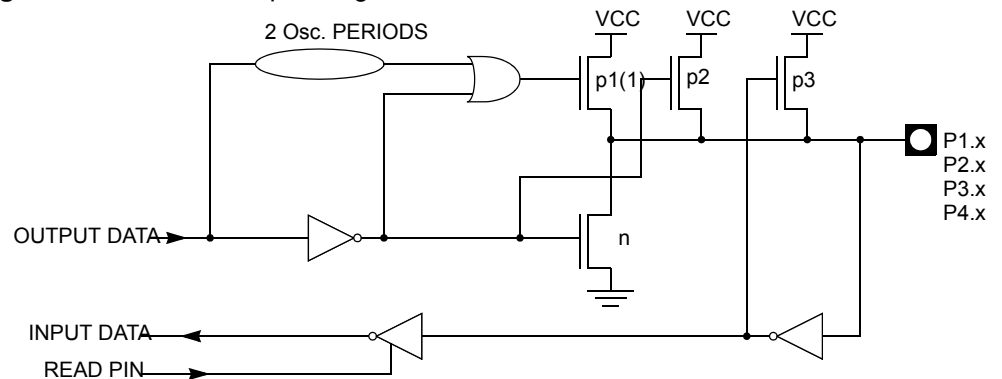 2 Osc. PERIODS
VCC
VCC
VCC
p1(1)
p2
p3
P1.x
P2.x
P3.x
P4.x
OUTPUT DATA
n
INPUT DATA
READ PIN